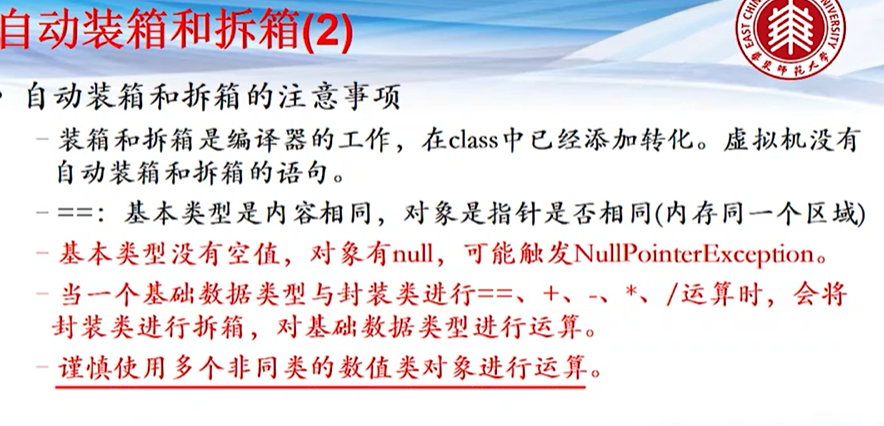 自动装箱和拆箱(2)
EAST CHINA UNIVERSITY
華東师范大学
• 自动装箱和拆箱的注意事项
– 装箱和拆箱是编译器的工作，在class中已经添加转化。虚拟机没有
自动装箱和拆箱的语句。
– ==：基本类型是内容相同，对象是指针是否相同(内存同一个区域)
– 基本类型没有空值，对象有null，可能触发NullPointerException。
– 当一个基础数据类型与封装类进行==、+、-、*、/运算时，会将
封装类进行拆箱，对基础数据类型进行运算。
– 谨慎使用多个非同类的数值类对象进行运算。